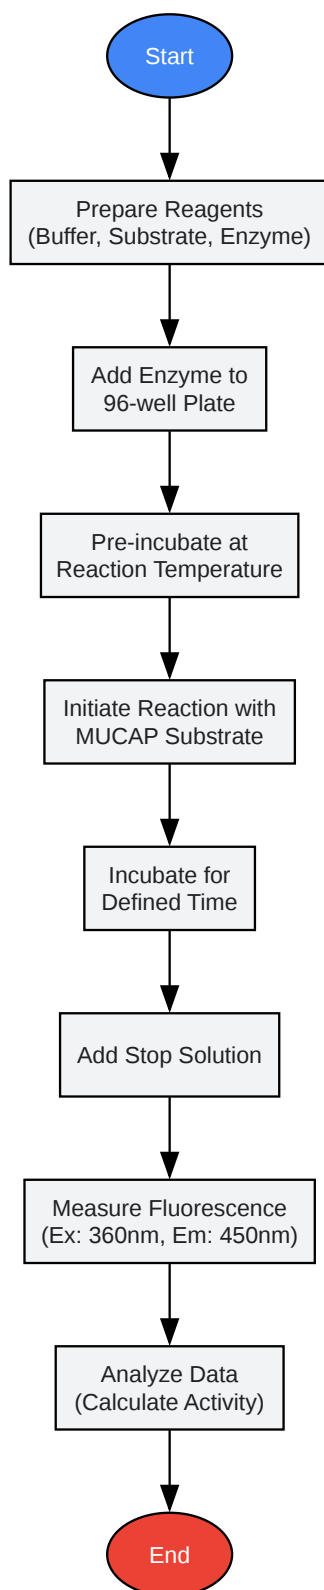 Start
Prepare Reagents
(Buffer, Substrate, Enzyme)
Add Enzyme to
96-well Plate
Pre-incubate at
Reaction Temperature
Initiate Reaction with
MUCAP Substrate
Incubate for
Defined Time
Add Stop Solution
Measure Fluorescence
(Ex: 360nm, Em: 450nm)
Analyze Data
(Calculate Activity)
End